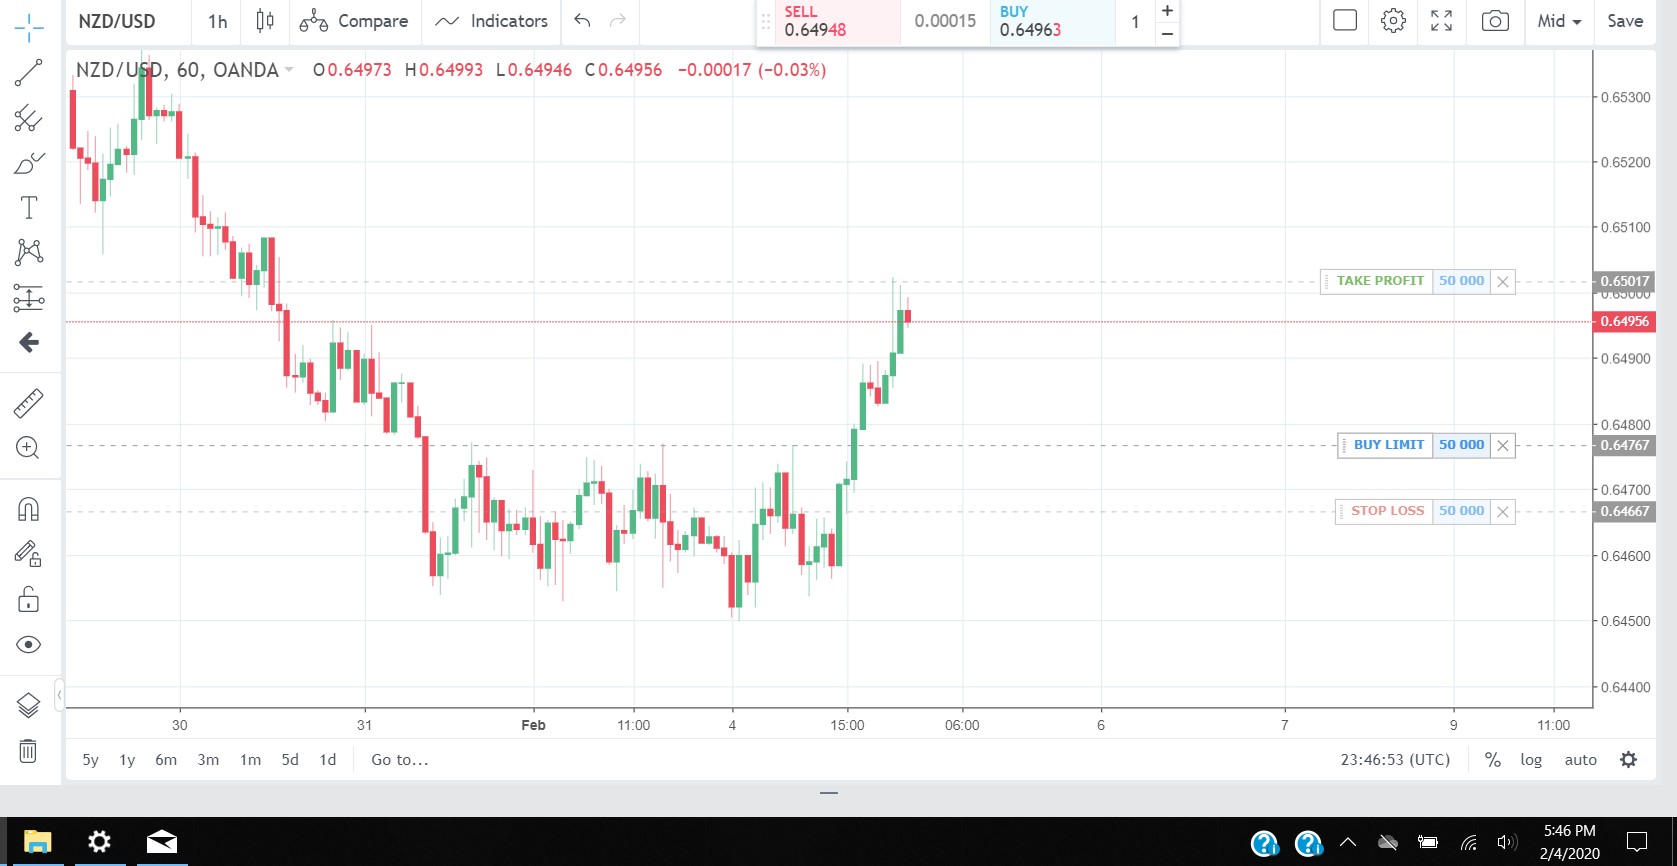 NZD/USD 1h Compare Indicators SELL 0.64948 0.00015 BUY 0.64963 1 + − Mid Save
NZD/USD, 60, OANDA O0.64973 H0.64993 L0.64946 C0.64956 −0.00017 (−0.03%)
0.65300
0.65200
0.65100
TAKE PROFIT 50 000 0.65017
0.65000
0.64956
0.64900
0.64800
BUY LIMIT 50 000 0.64767
0.64700
STOP LOSS 50 000 0.64667
0.64600
0.64500
0.64400
30 31 Feb 11:00 4 15:00 06:00 6 7 9 11:00
5y 1y 6m 3m 1m 5d 1d Go to... 23:46:53 (UTC) % log auto
5:46 PM
2/4/2020